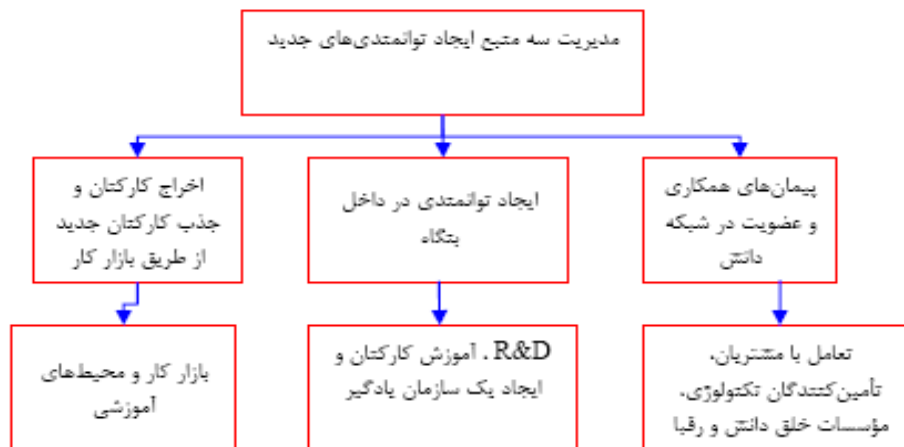 مدیریت سه منبع ایجاد توانمندی‌های جدید
پیمان‌های همکاری
و عضویت در شبکه
دانش
ایجاد توانمندی در داخل
بنگاه
اخراج کارکنان و
جذب کارکنان جدید
از طریق بازار کار
تعامل با مشتریان،
تأمین‌کنندگان تکنولوژی،
مؤسسات خلق دانش و رقبا
R&D ، آموزش کارکنان و
ایجاد یک سازمان یادگیر
بازار کار و محیط‌های
آموزشی